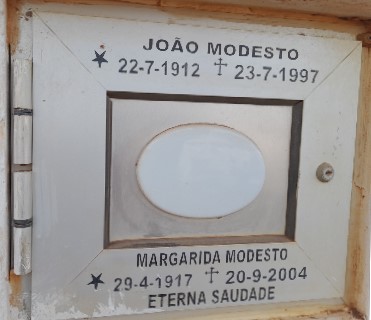 JOÃO MODESTO
★ 22-7-1912 ✝ 23-7-1997
MARGARIDA MODESTO
★ 29-4-1917 ✝ 20-9-2004
ETERNA SAUDADE